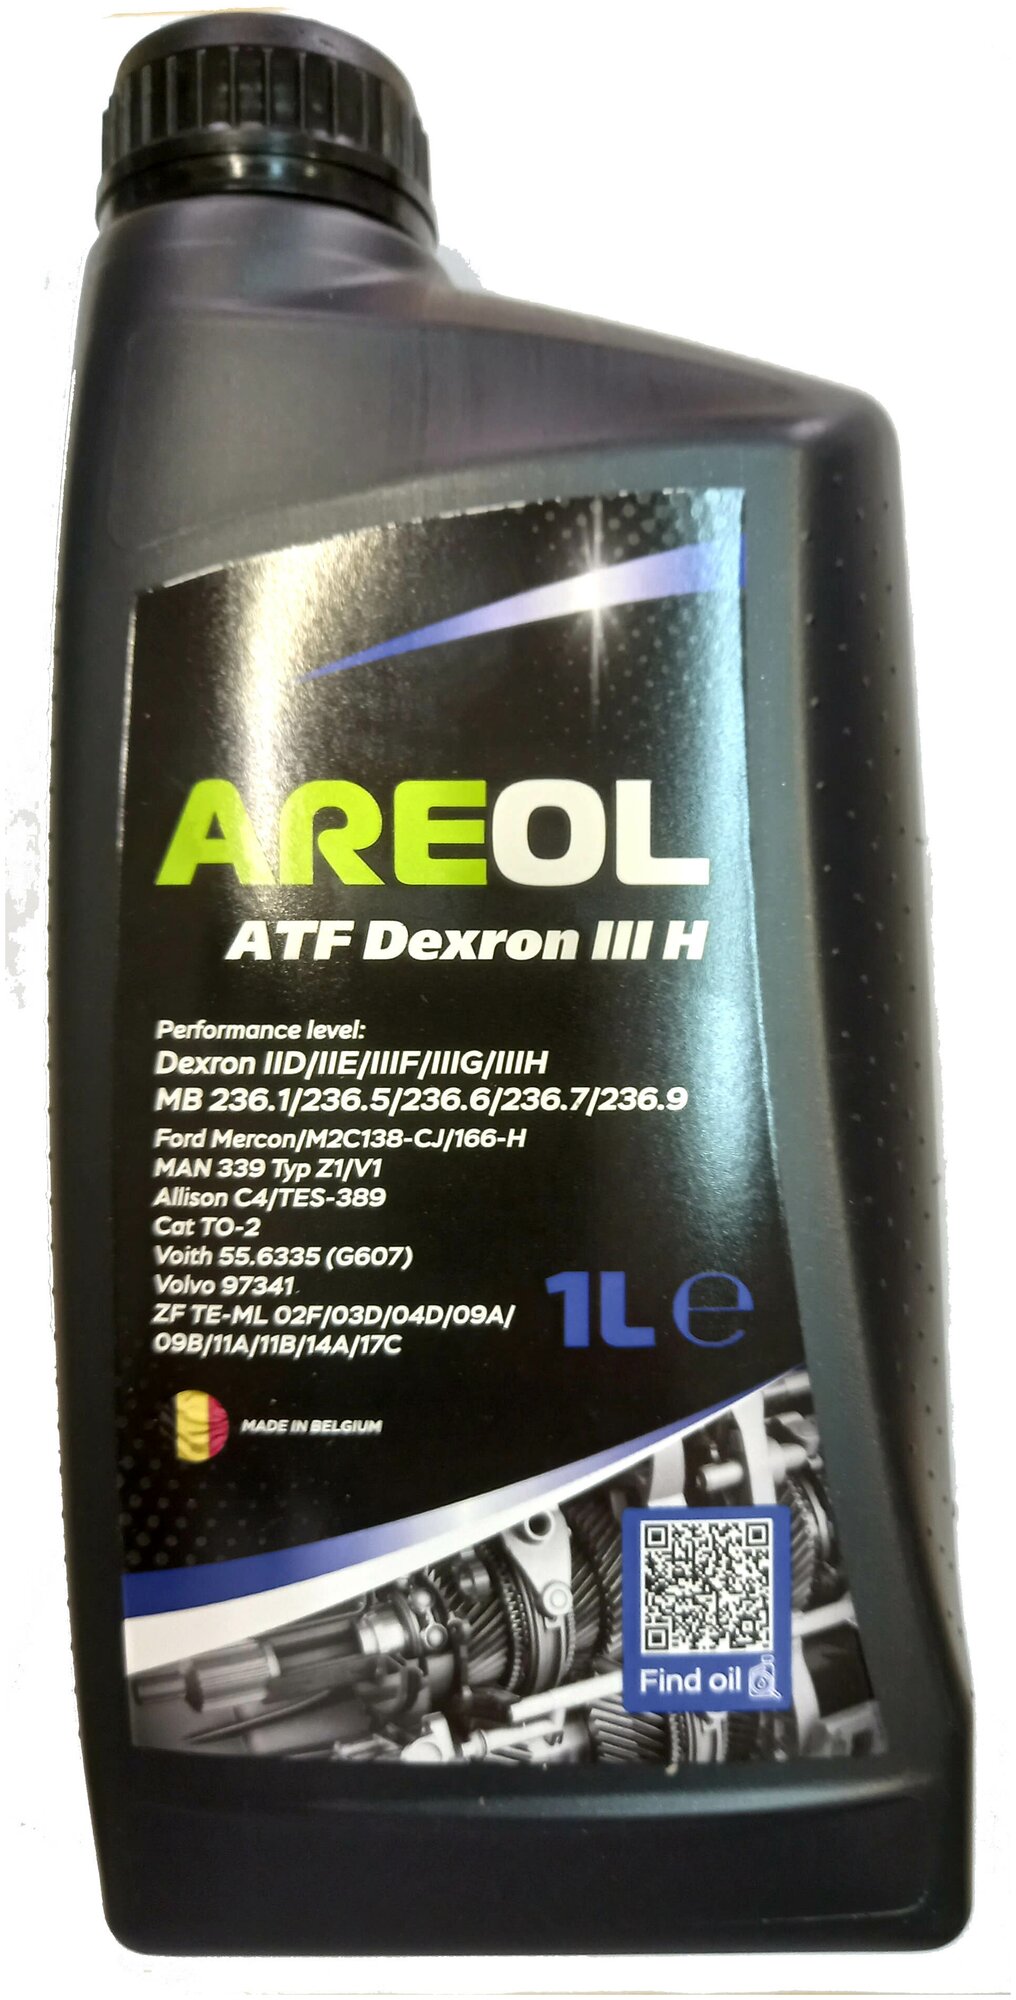 AREOL
ATF Dexron III H
Performance level:
Dexron IID/IIE/IIIF/IIIG/IIIH
MB 236.1/236.5/236.6/236.7/236.9
Ford Mercon/M2C138-CJ/166-H
MAN 339 Typ Z1/V1
Allison C4/TES-389
Cat TO-2
Voith 55.6335 (G607)
Volvo 97341
ZF TE-ML 02F/03D/04D/09A/
09B/11A/11B/14A/17C
1L ℮
MADE IN BELGIUM
Find oil